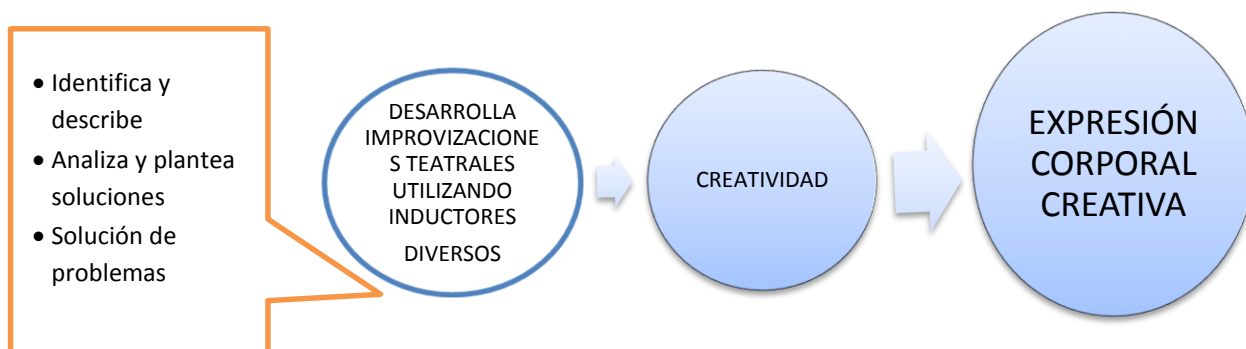 • Identifica y
describe
• Analiza y plantea
soluciones
• Solución de
problemas
DESARROLLA
IMPROVIZACIONE
S TEATRALES
UTILIZANDO
INDUCTORES
DIVERSOS
CREATIVIDAD
EXPRESIÓN
CORPORAL
CREATIVA